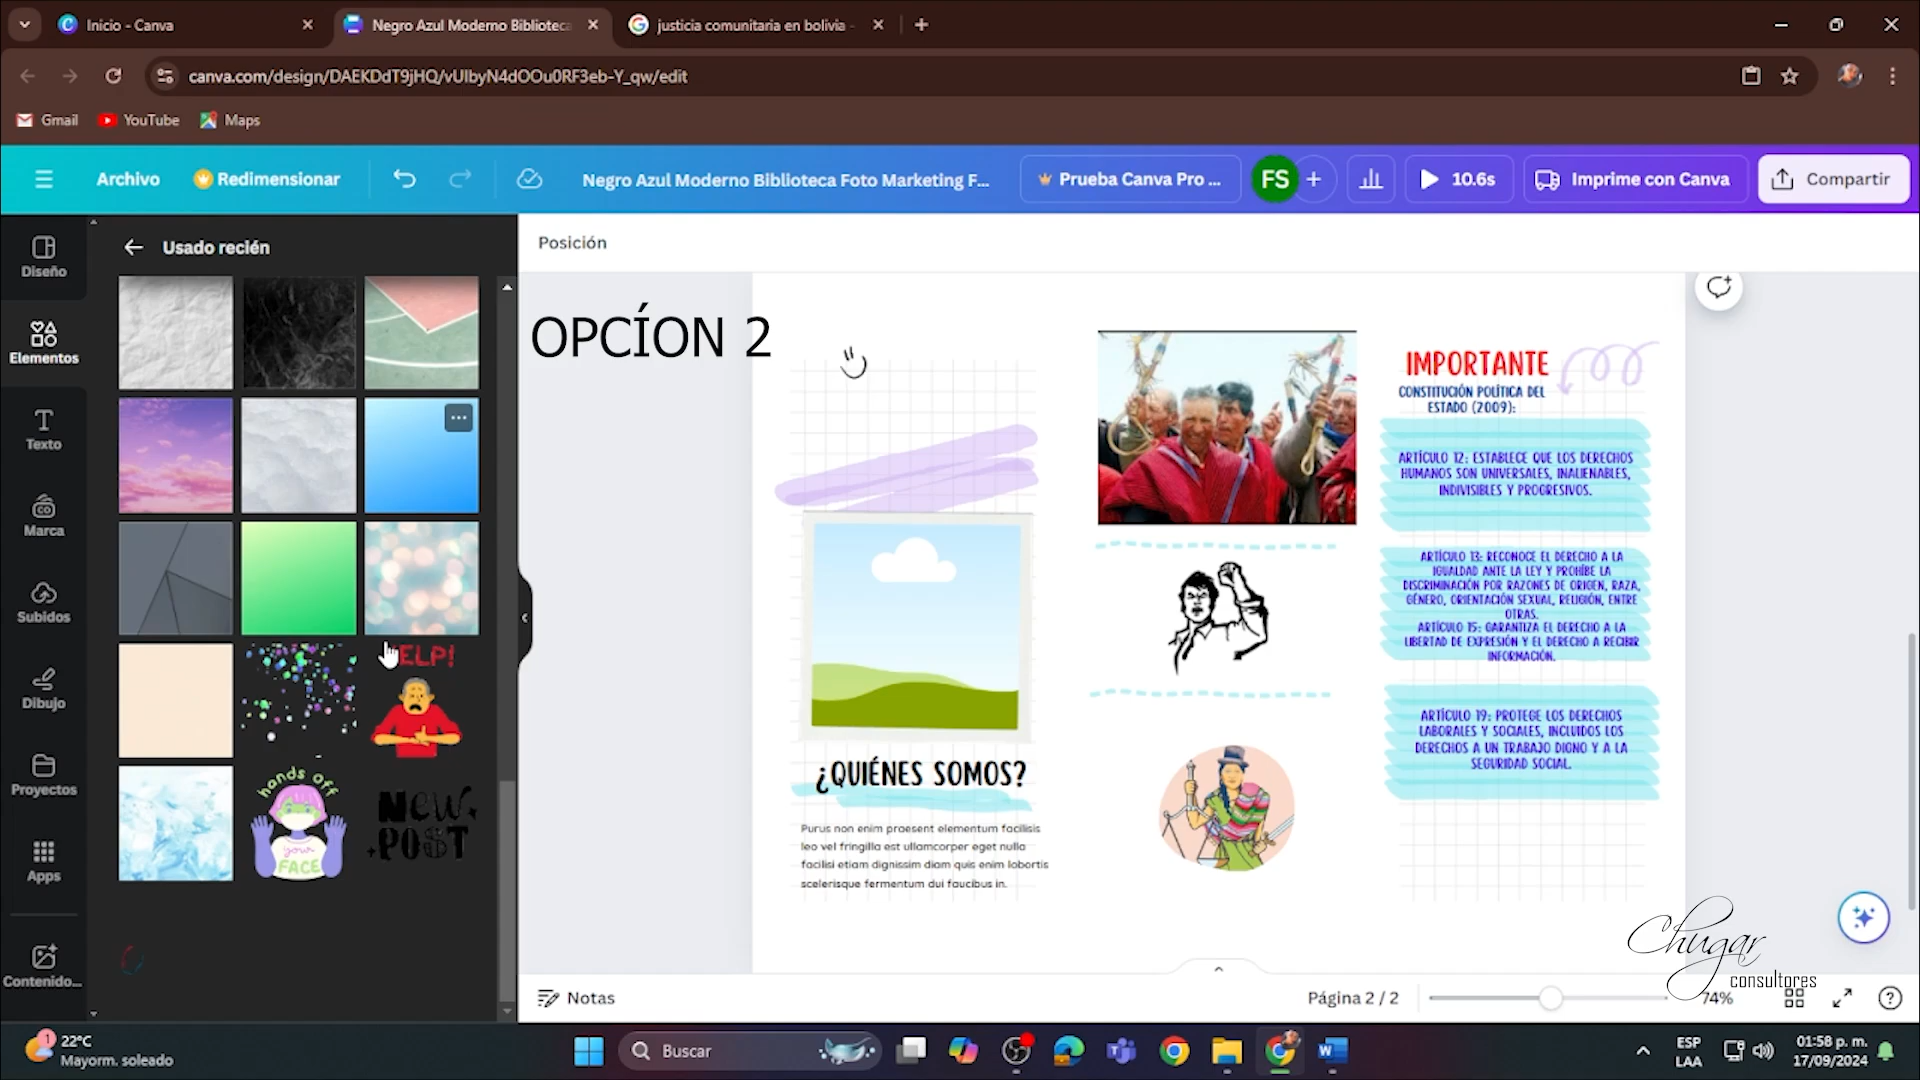 Inicio - Canva
Negro Azul Moderno Biblioteca
justicia comunitaria en bolivia -
canva.com/design/DAEKDdT9jHQ/vUlbyN4dOOu0RF3eb-Y_qw/edit
Gmail
YouTube
Maps
Archivo
Redimensionar
Negro Azul Moderno Biblioteca Foto Marketing F...
Prueba Canva Pro ...
FS
10.6s
Imprime con Canva
Compartir
Diseño
Elementos
Texto
Marca
Subidos
Dibujo
Proyectos
Apps
Contenido...
Usado recién
ELP!
hands off
your
FACE
NEW
POST
Posición
OPCÍON 2
¿QUIÉNES SOMOS?
Purus non enim praesent elementum facilisis
leo vel fringilla est ullamcorper eget nulla
facilisi etiam dignissim diam quis enim lobortis
scelerisque fermentum dui faucibus in.
IMPORTANTE
CONSTITUCIÓN POLÍTICA DEL
ESTADO (2009):
ARTÍCULO 12: ESTABLECE QUE LOS DERECHOS
HUMANOS SON UNIVERSALES, INALIENABLES,
INDIVISIBLES Y PROGRESIVOS.
ARTÍCULO 13: RECONOCE EL DERECHO A LA
IGUALDAD ANTE LA LEY Y PROHÍBE LA
DISCRIMINACIÓN POR RAZONES DE ORIGEN, RAZA,
GÉNERO, ORIENTACIÓN SEXUAL, RELIGIÓN, ENTRE
OTRAS.
ARTÍCULO 15: GARANTIZA EL DERECHO A LA
LIBERTAD DE EXPRESIÓN Y EL DERECHO A RECIBIR
INFORMACIÓN.
ARTÍCULO 19: PROTEGE LOS DERECHOS
LABORALES Y SOCIALES, INCLUIDOS LOS
DERECHOS A UN TRABAJO DIGNO Y A LA
SEGURIDAD SOCIAL.
Chugar
consultores
Notas
Página 2 / 2
74%
22°C
Mayorm. soleado
1
Buscar
ESP
LAA
01:58 p. m.
17/09/2024